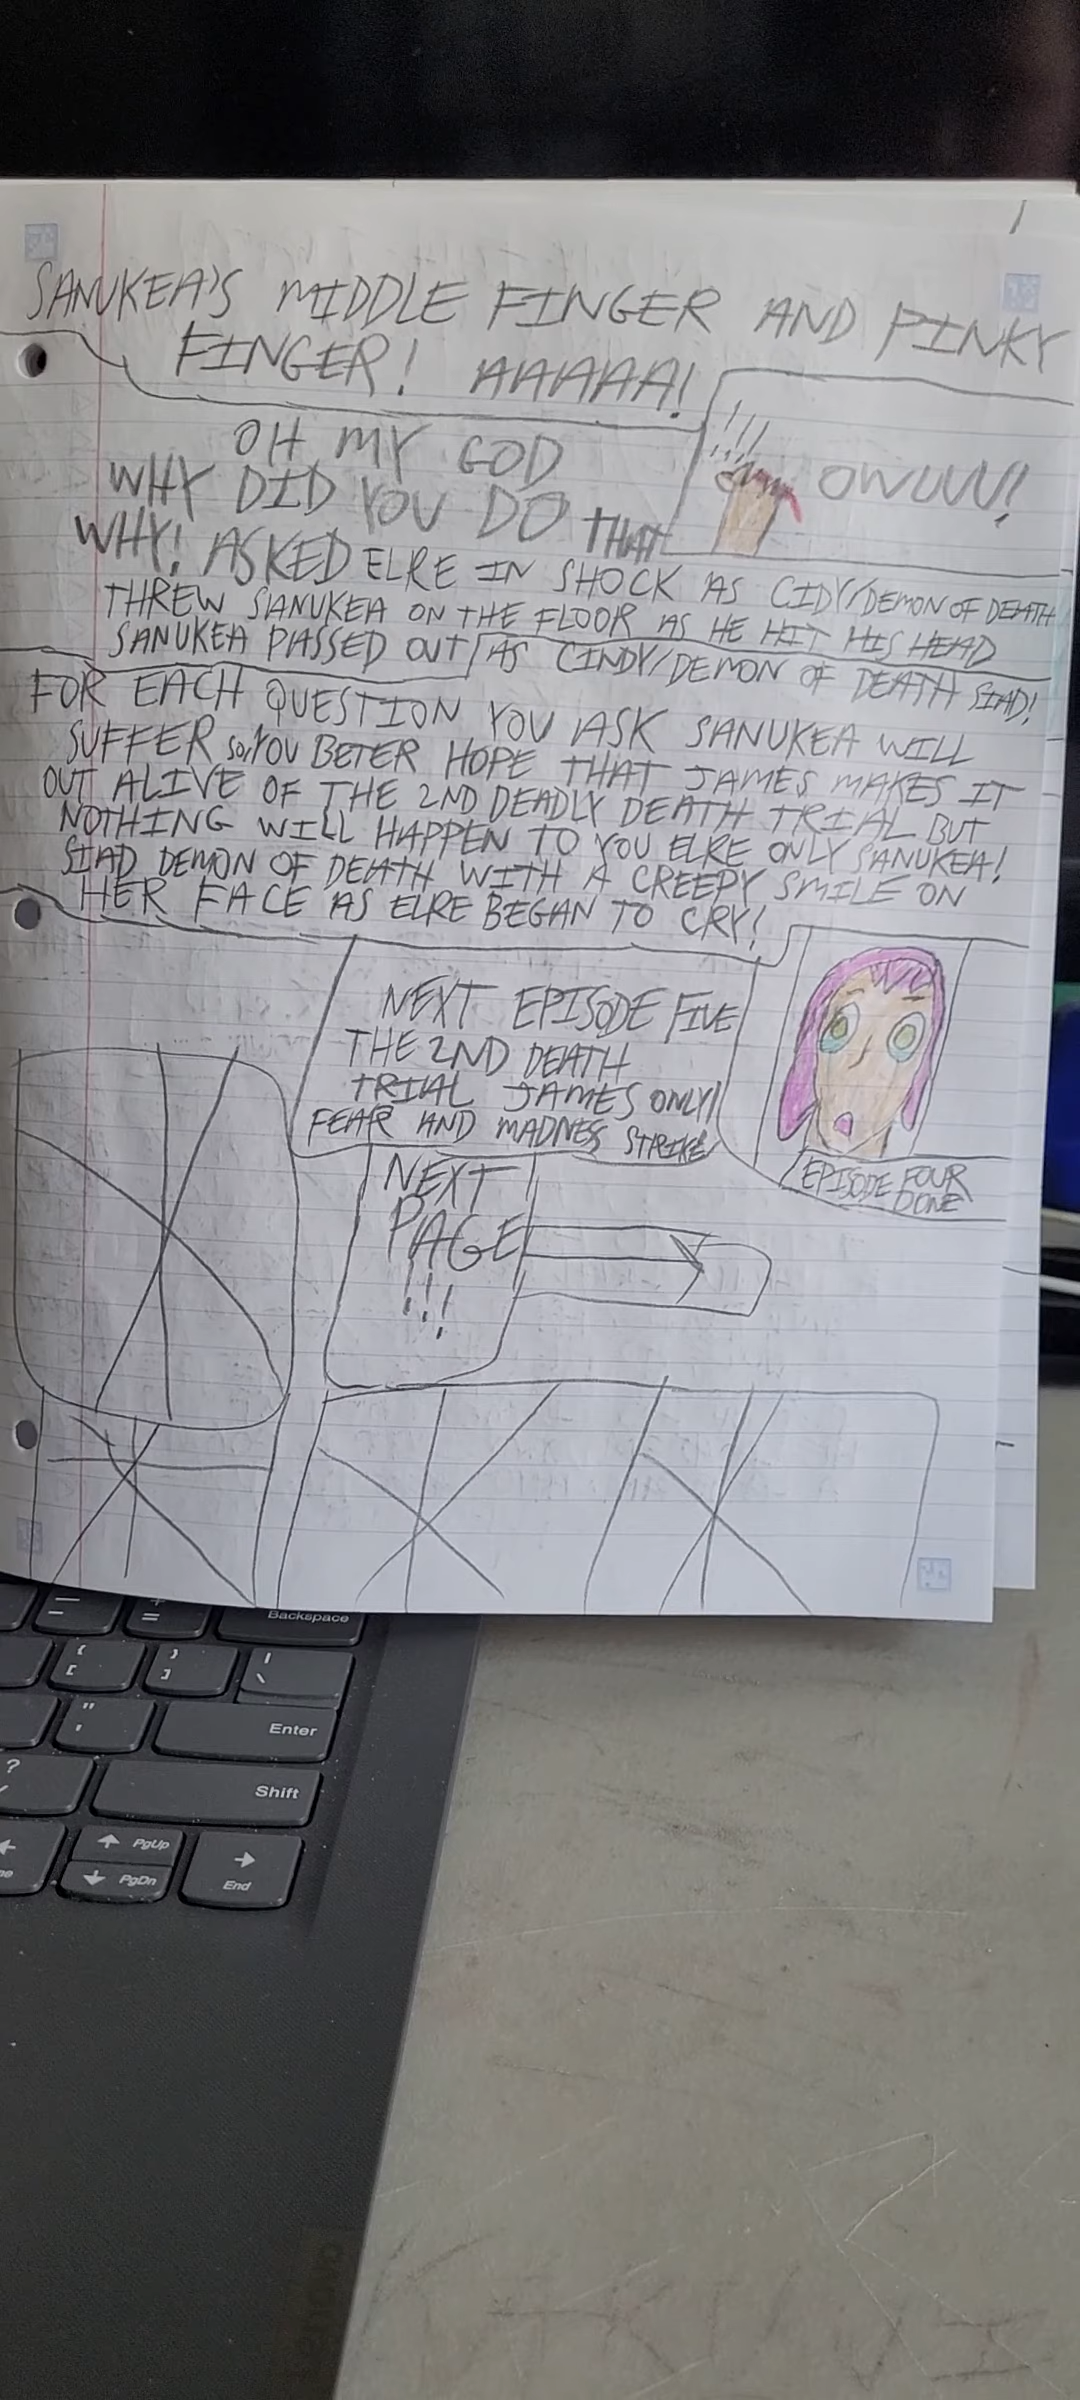 SANUKEA'S MIDDLE FINGER AND PINKY
FINGER! AAAAAA!
OH MY GOD
WHY DID YOU DO THAT
OWUUU!
WHY! ASKED ELRE IN SHOCK AS CIDY/DEMON OF DEATH
THREW SANUKEA ON THE FLOOR AS HE HIT HIS HEAD
SANUKEA PASSED OUT AS CINDY/DEMON OF DEATH SIAD!
FOR EACH QUESTION YOU ASK SANUKEA WILL
SUFFER so, YOU BETER HOPE THAT JAMES MAKES IT
OUT ALIVE OF THE 2ND DEADLY DEATH TRIAL BUT
NOTHING WILL HAPPEN TO YOU ELRE ONLY SANUKEA!
SIAD DEMON OF DEATH WITH A CREEPY SMILE ON
HER FACE AS ELRE BEGAN TO CRY!
NEXT EPISODE FIVE
THE 2ND DEATH
TRIAL JAMES ONLY!
FEAR AND MADNESS STRIKE
EPISODE FOUR
DONE
NEXT
PAGE
!!!
Backspace
Enter
Shift
PgUp
PgDn
End